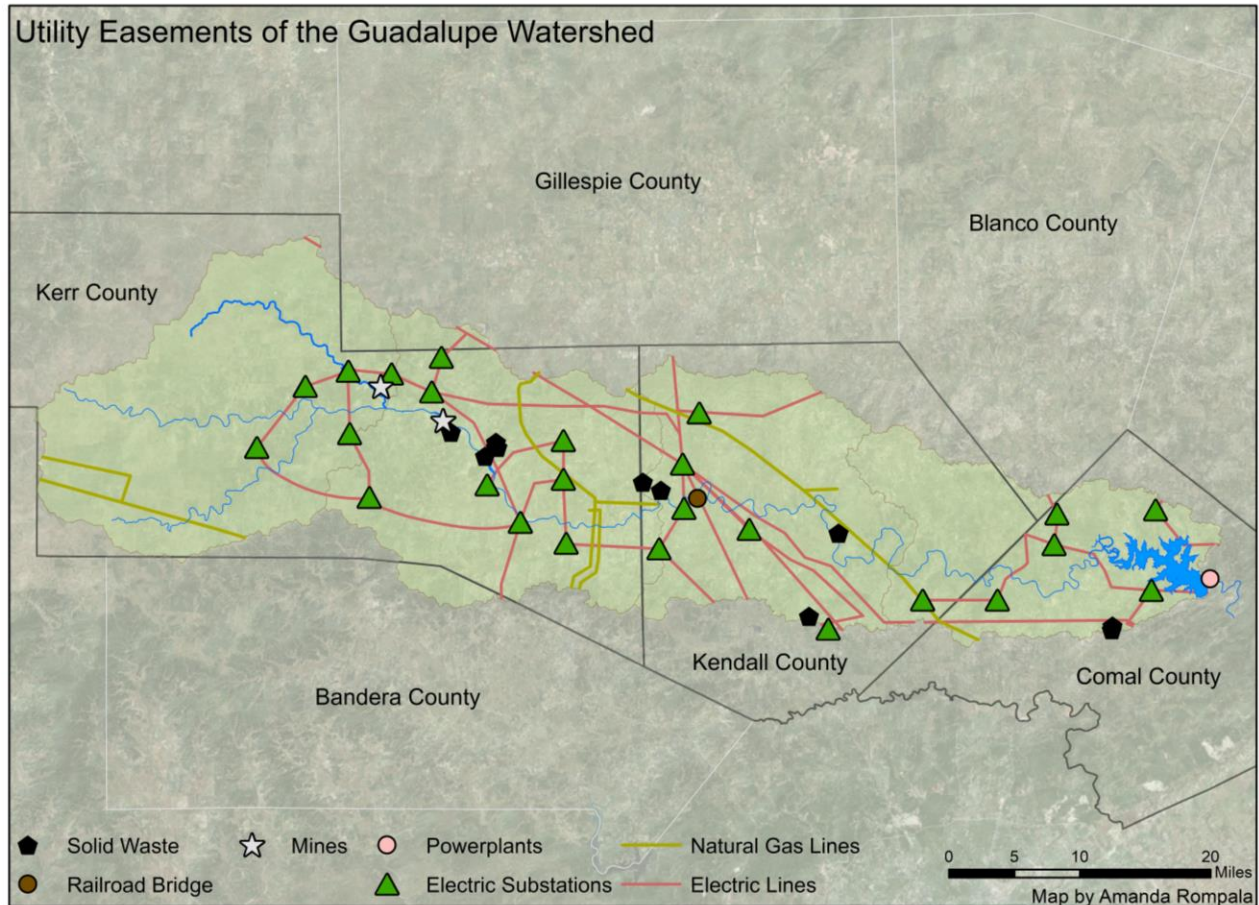 Utility Easements of the Guadalupe Watershed
Gillespie County
Blanco County
Kerr County
Kendall County
Comal County
Bandera County
Solid Waste
Mines
Powerplants
Natural Gas Lines
Railroad Bridge
Electric Substations
Electric Lines
0 5 10 20
Miles
Map by Amanda Rompala